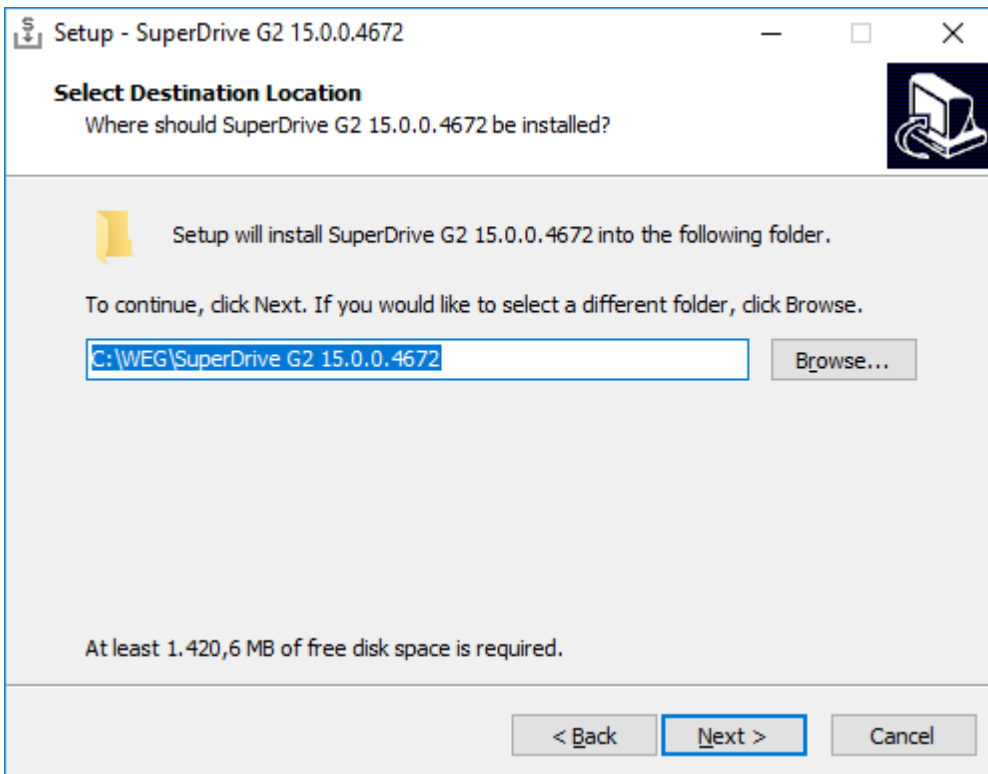 Setup - SuperDrive G2 15.0.0.4672
Select Destination Location
Where should SuperDrive G2 15.0.0.4672 be installed?
Setup will install SuperDrive G2 15.0.0.4672 into the following folder.
To continue, click Next. If you would like to select a different folder, click Browse.
C:\WEG\SuperDrive G2 15.0.0.4672
Browse...
At least 1.420,6 MB of free disk space is required.
< Back
Next >
Cancel